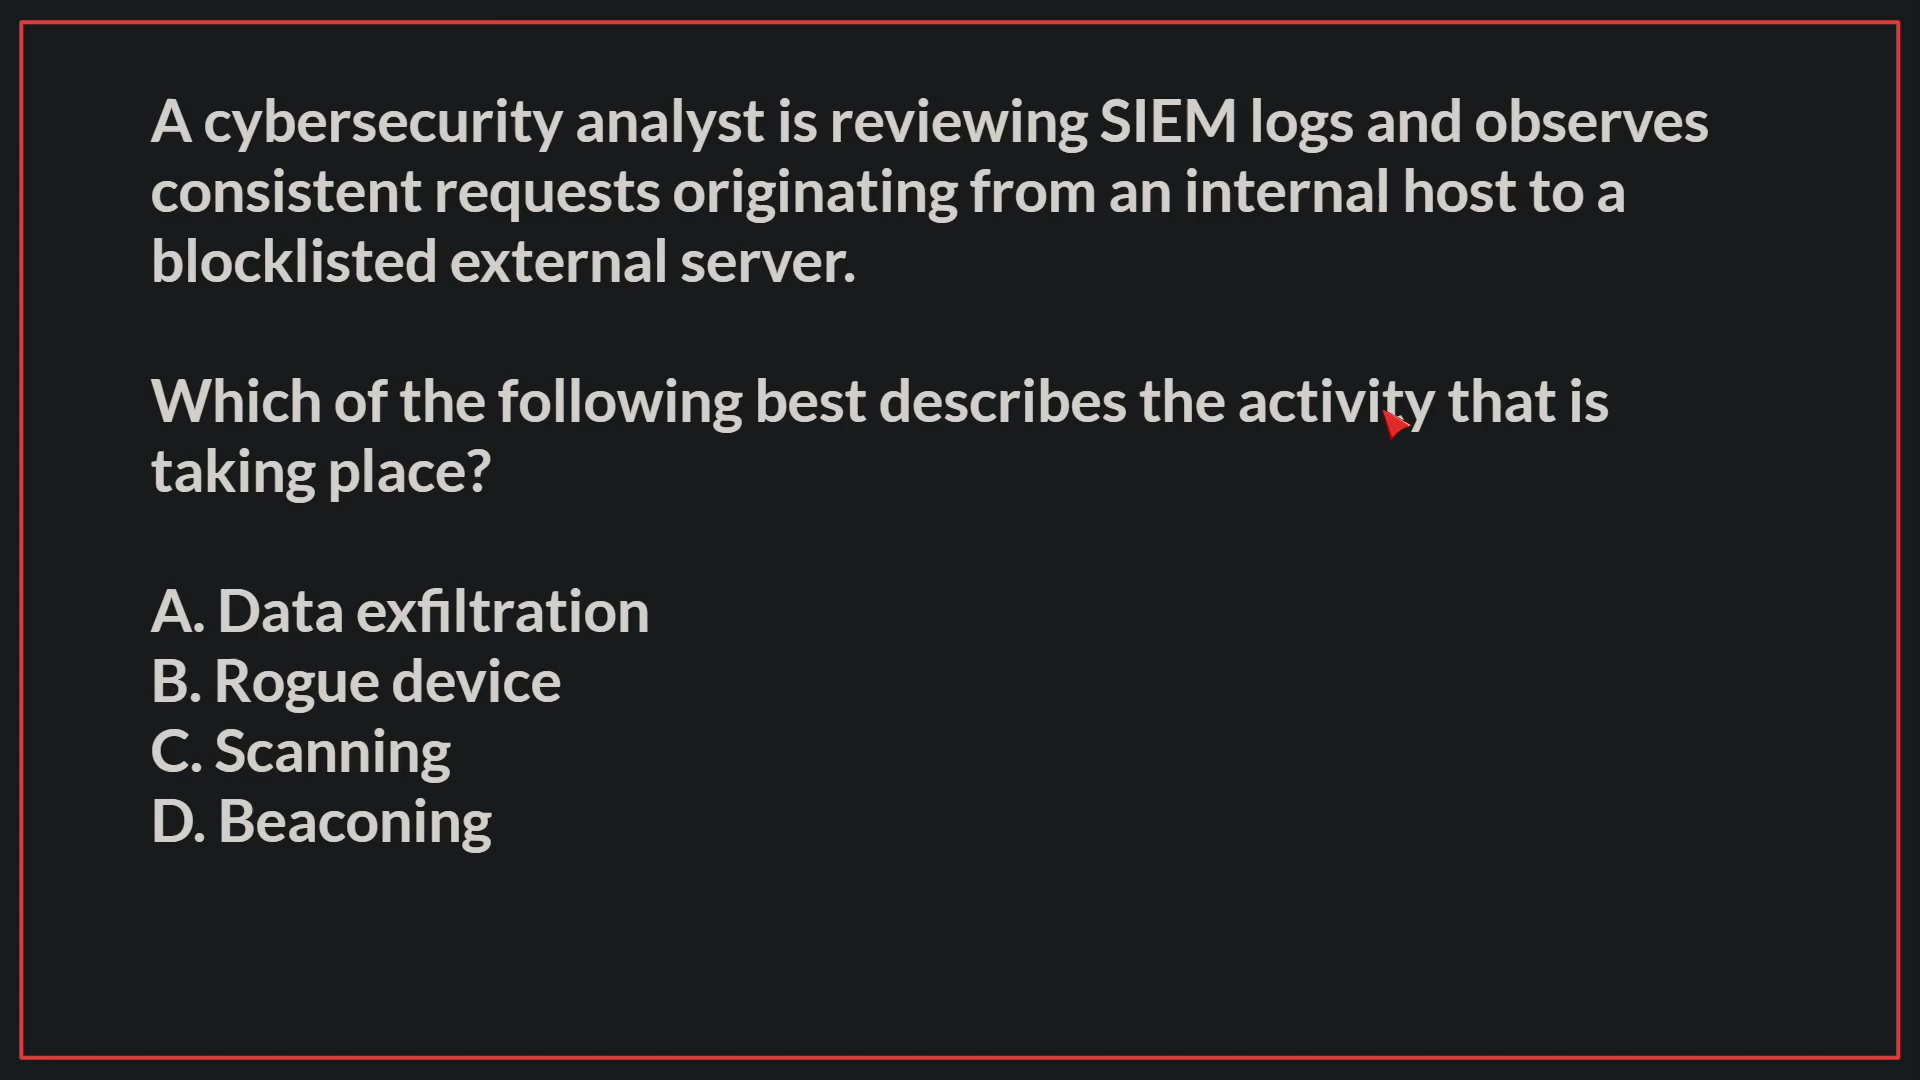 A cybersecurity analyst is reviewing SIEM logs and observes
consistent requests originating from an internal host to a
blocklisted external server.
Which of the following best describes the activity that is
taking place?
A. Data exfiltration
B. Rogue device
C. Scanning
D. Beaconing